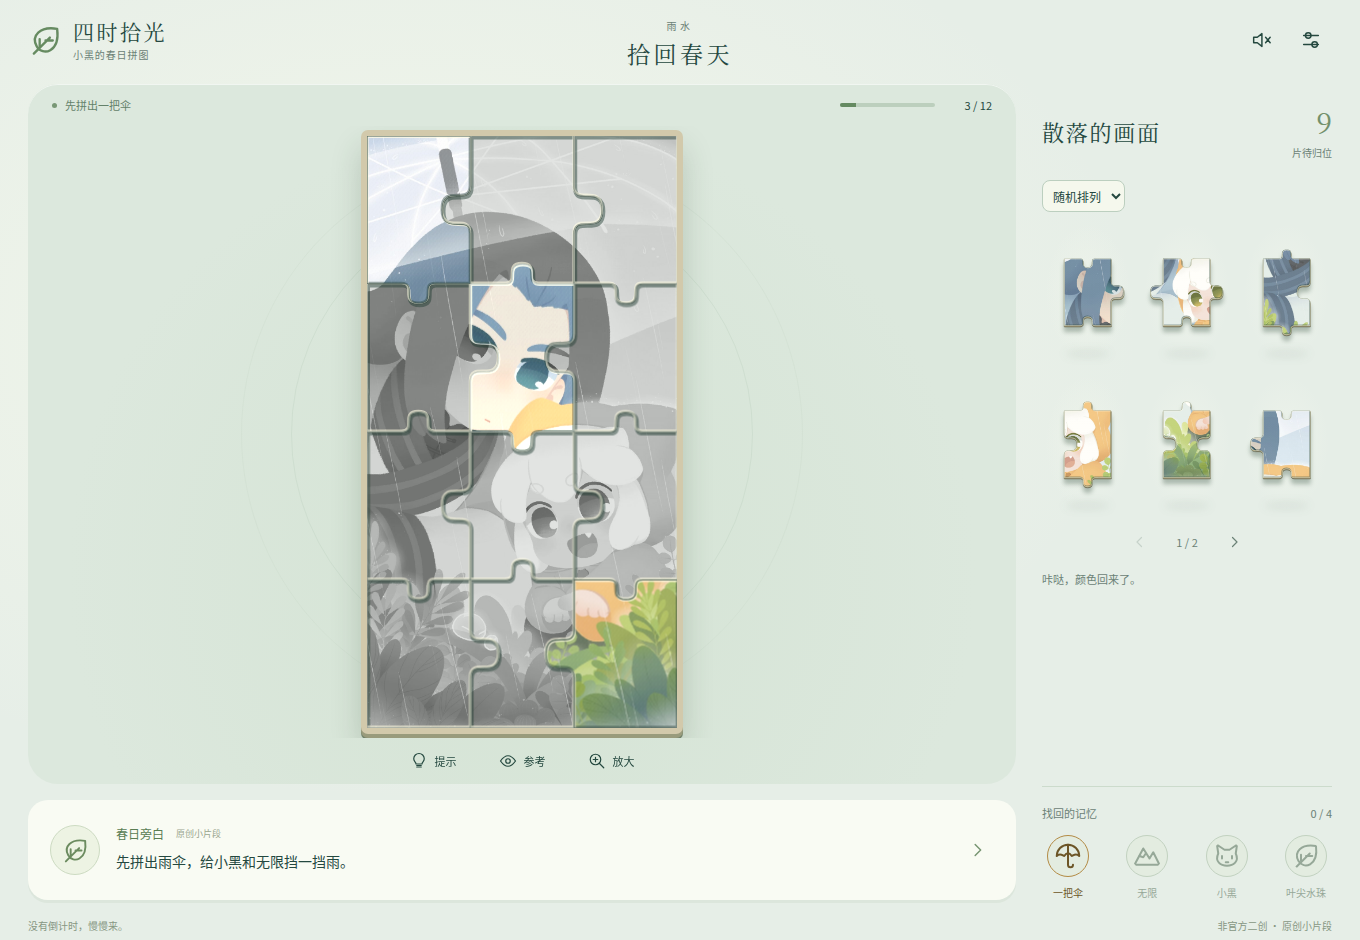 四时拾光
小黑的春日拼图
雨水
拾回春天
先拼出一把伞
3 / 12
散落的画面
9
片待归位
随机排列
1 / 2
咔哒，颜色回来了。
提示
参考
放大
春日旁白
原创小片段
先拼出雨伞，给小黑和无限挡一挡雨。
找回的记忆
0 / 4
一把伞
无限
小黑
叶尖水珠
没有倒计时，慢慢来。
非官方二创 · 原创小片段